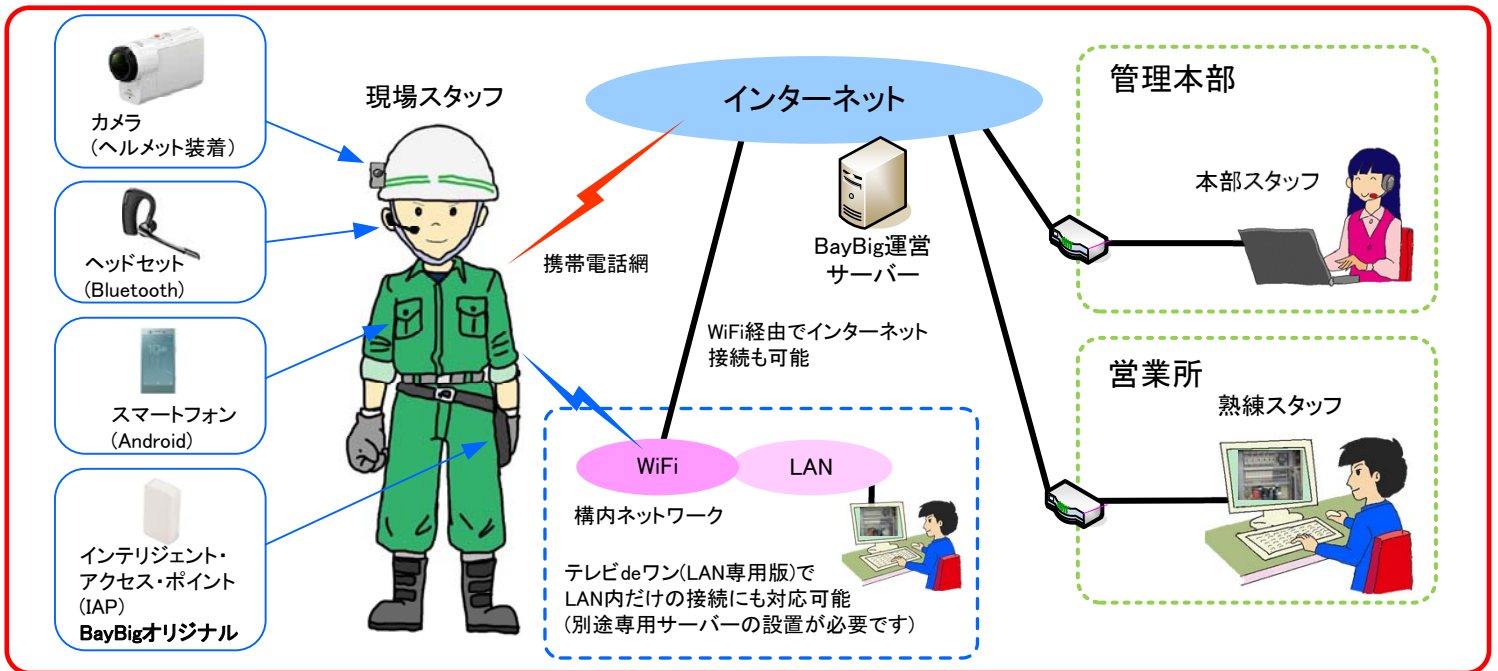 カメラ
(ヘルメット装着)
ヘッドセット
(Bluetooth)
スマートフォン
(Android)
インテリジェント・
アクセス・ポイント
(IAP)
BayBigオリジナル
現場スタッフ
インターネット
携帯電話網
BayBig運営
サーバー
WiFi経由でインターネット
接続も可能
WiFi
LAN
構内ネットワーク
テレビdeワン(LAN専用版)で
LAN内だけの接続にも対応可能
(別途専用サーバーの設置が必要です)
管理本部
本部スタッフ
営業所
熟練スタッフ